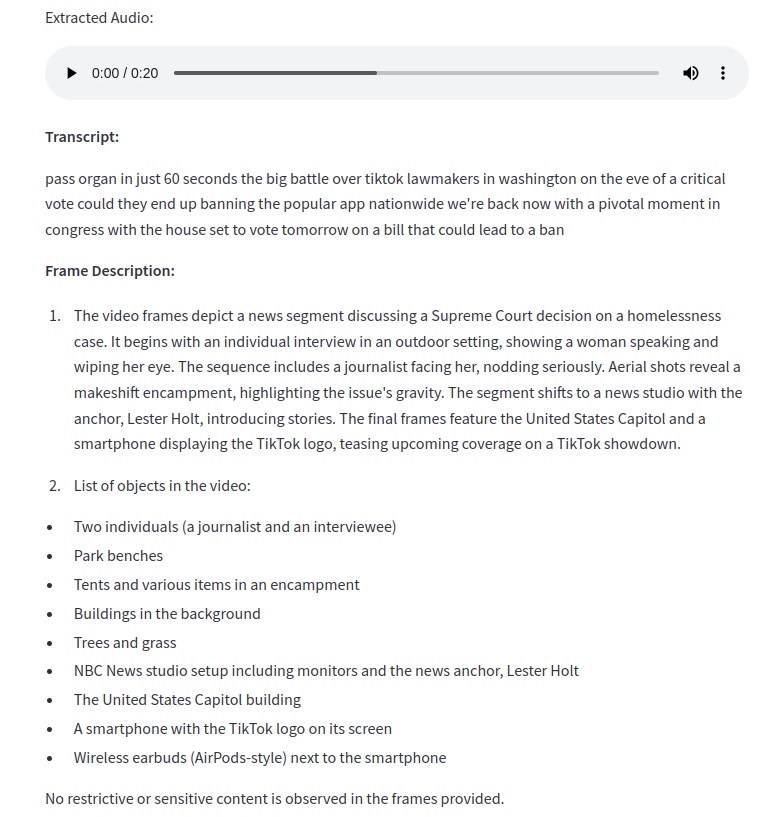 Extracted Audio:
0:00 / 0:20
Transcript:
pass organ in just 60 seconds the big battle over tiktok lawmakers in washington on the eve of a critical
vote could they end up banning the popular app nationwide we're back now with a pivotal moment in
congress with the house set to vote tomorrow on a bill that could lead to a ban
Frame Description:
1. The video frames depict a news segment discussing a Supreme Court decision on a homelessness
case. It begins with an individual interview in an outdoor setting, showing a woman speaking and
wiping her eye. The sequence includes a journalist facing her, nodding seriously. Aerial shots reveal a
makeshift encampment, highlighting the issue's gravity. The segment shifts to a news studio with the
anchor, Lester Holt, introducing stories. The final frames feature the United States Capitol and a
smartphone displaying the TikTok logo, teasing upcoming coverage on a TikTok showdown.
2. List of objects in the video:
• Two individuals (a journalist and an interviewee)
• Park benches
• Tents and various items in an encampment
• Buildings in the background
• Trees and grass
• NBC News studio setup including monitors and the news anchor, Lester Holt
• The United States Capitol building
• A smartphone with the TikTok logo on its screen
• Wireless earbuds (AirPods-style) next to the smartphone
No restrictive or sensitive content is observed in the frames provided.